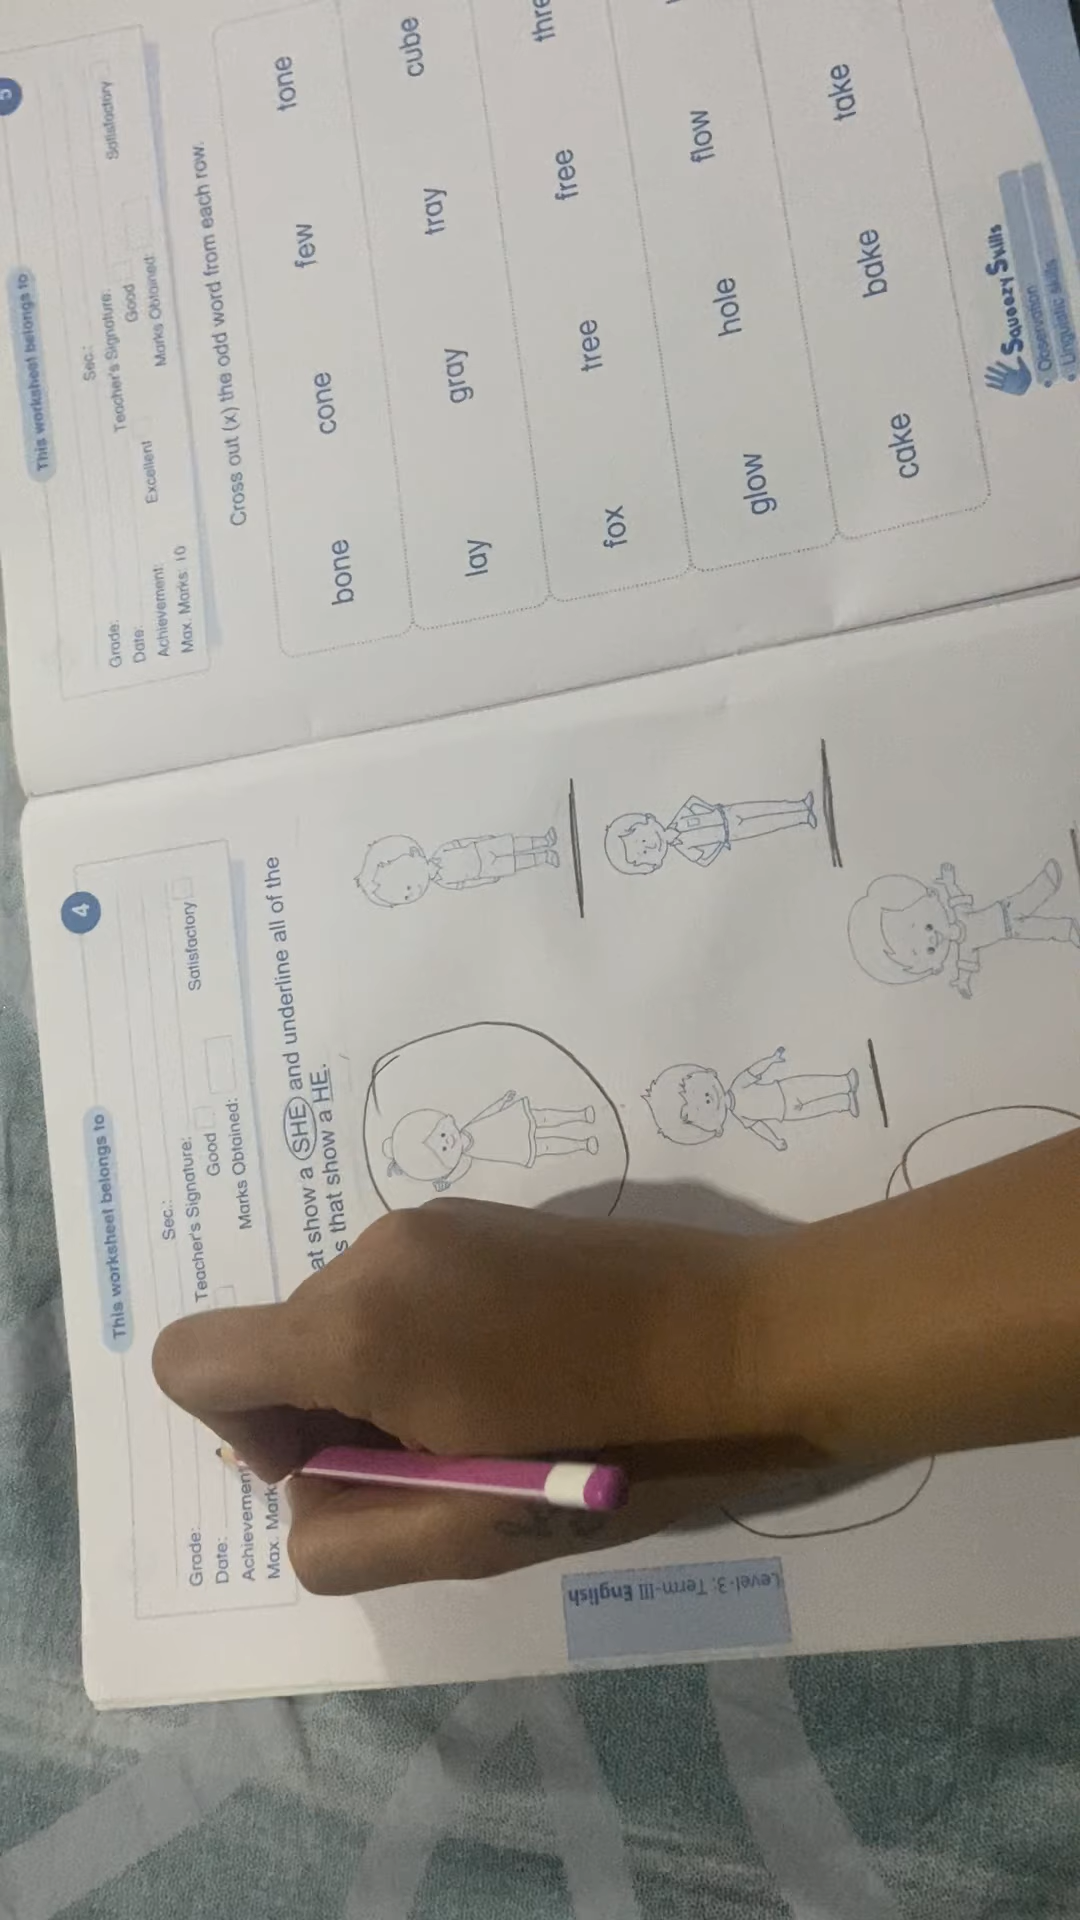 4
This worksheet belongs to
Grade:
Sec.:
Date:
Teacher's Signature:
Good
Satisfactory
Marks Obtained:
at show a SHE and underline all of the
s that show a HE.
Level-3: Term-III English
5
This worksheet belongs to
Grade:
Sec.:
Date:
Teacher's Signature:
Achievement:
Excellent
Good
Satisfactory
Max. Marks: 10
Marks Obtained:
Cross out (x) the odd word from each row.
bone cone few tone
lay gray tray cube
fox tree free
glow hole flow
cake bake take
Squeezy Skills
• Observation
• Linguistic skills